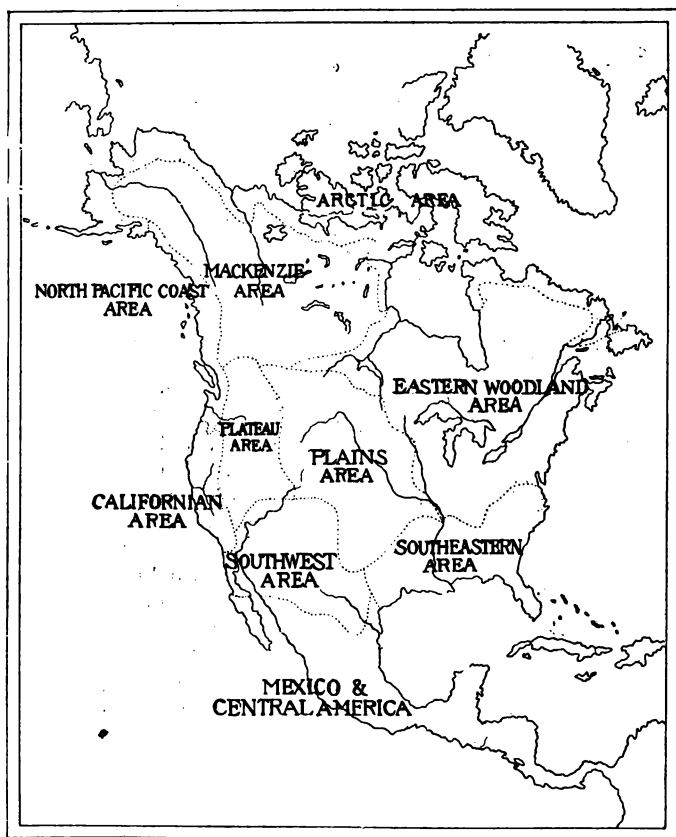 ARCTIC AREA
MACKENZIE
AREA
NORTH PACIFIC COAST
AREA
EASTERN WOODLAND
AREA
PLATEAU
AREA
PLAINS
AREA
CALIFORNIAN
AREA
SOUTHEASTERN
AREA
SOUTHWEST
AREA
MEXICO &
CENTRAL AMERICA